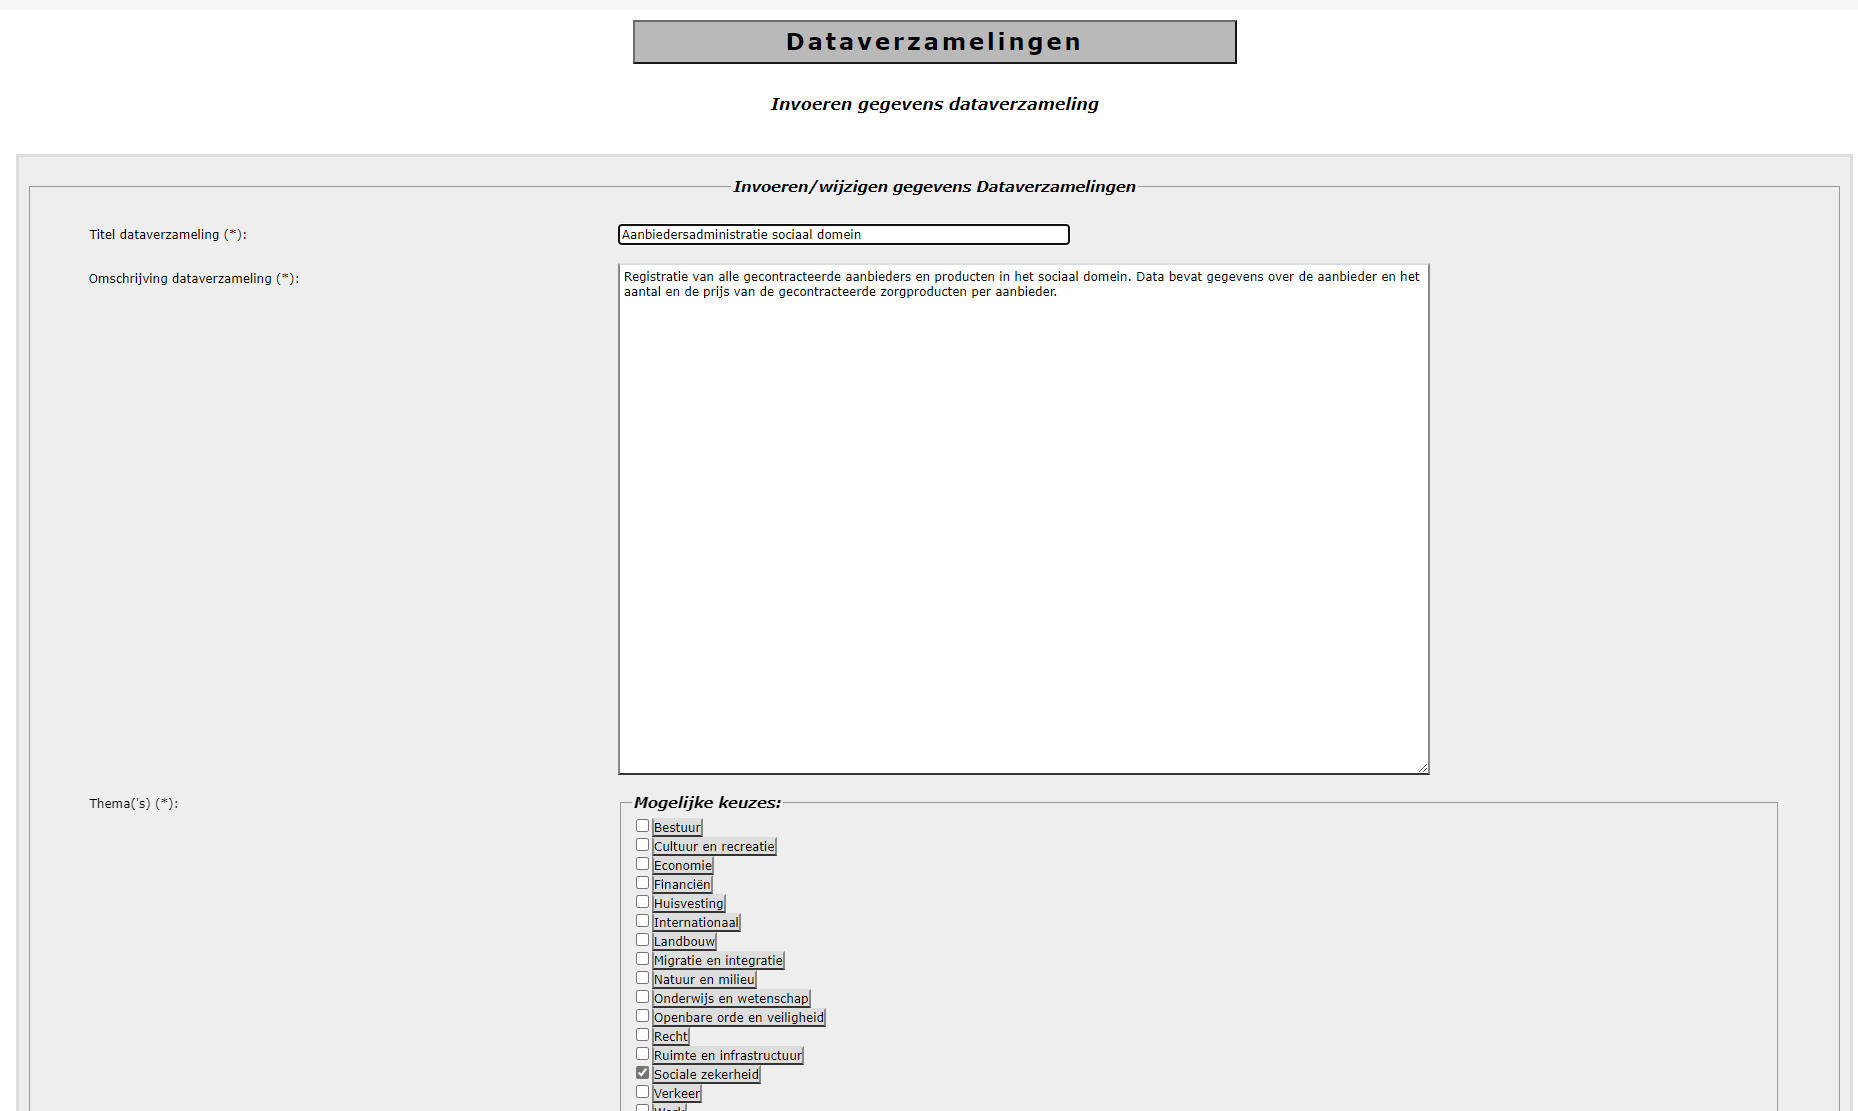 Dataverzamelingen
Invoeren gegevens dataverzameling
Invoeren/wijzigen gegevens Dataverzamelingen
Titel dataverzameling (*):
Aanbiedersadministratie sociaal domein
Omschrijving dataverzameling (*):
Registratie van alle gecontracteerde aanbieders en producten in het sociaal domein. Data bevat gegevens over de aanbieder en het
aantal en de prijs van de gecontracteerde zorgproducten per aanbieder.
Thema('s) (*):
Mogelijke keuzes:
Bestuur
Cultuur en recreatie
Economie
Financiën
Huisvesting
Internationaal
Landbouw
Migratie en integratie
Natuur en milieu
Onderwijs en wetenschap
Openbare orde en veiligheid
Recht
Ruimte en infrastructuur
Sociale zekerheid
Verkeer